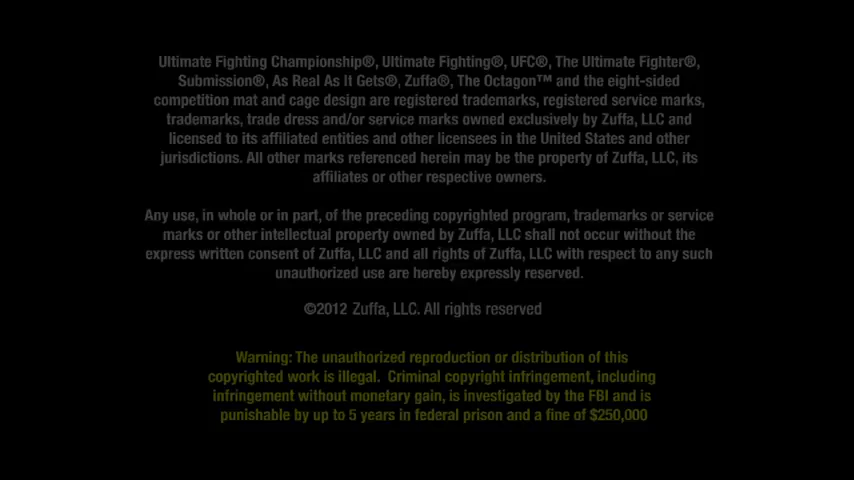 Ultimate Fighting Championship®, Ultimate Fighting®, UFC®, The Ultimate Fighter®,
Submission®, As Real As It Gets®, Zuffa®, The Octagon™ and the eight-sided
competition mat and cage design are registered trademarks, registered service marks,
trademarks, trade dress and/or service marks owned exclusively by Zuffa, LLC and
licensed to its affiliated entities and other licensees in the United States and other
jurisdictions. All other marks referenced herein may be the property of Zuffa, LLC, its
affiliates or other respective owners.
Any use, in whole or in part, of the preceding copyrighted program, trademarks or service
marks or other intellectual property owned by Zuffa, LLC shall not occur without the
express written consent of Zuffa, LLC and all rights of Zuffa, LLC with respect to any such
unauthorized use are hereby expressly reserved.
©2012 Zuffa, LLC. All rights reserved
Warning: The unauthorized reproduction or distribution of this
copyrighted work is illegal. Criminal copyright infringement, including
infringement without monetary gain, is investigated by the FBI and is
punishable by up to 5 years in federal prison and a fine of $250,000